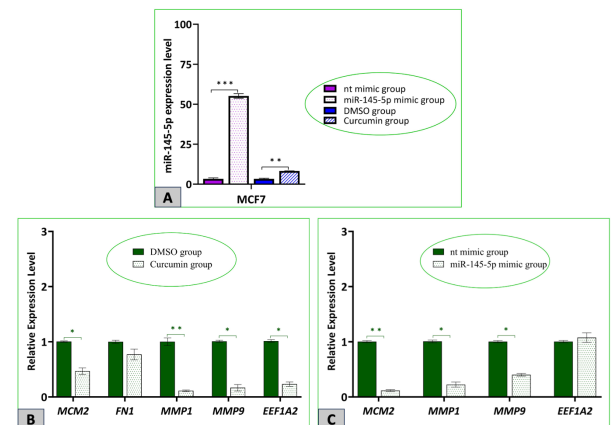 miR-145-5p expression level
100
75
50
25
0
***
**
nt mimic group
miR-145-5p mimic group
DMSO group
Curcumin group
A
MCF7
Relative Expression Level
3
2
1
0
DMSO group
Curcumin group
*
**
*
*
B
MCM2 FN1 MMP1 MMP9 EEF1A2
Relative Expression Level
3
2
1
0
nt mimic group
miR-145-5p mimic group
**
*
*
C
MCM2 MMP1 MMP9 EEF1A2